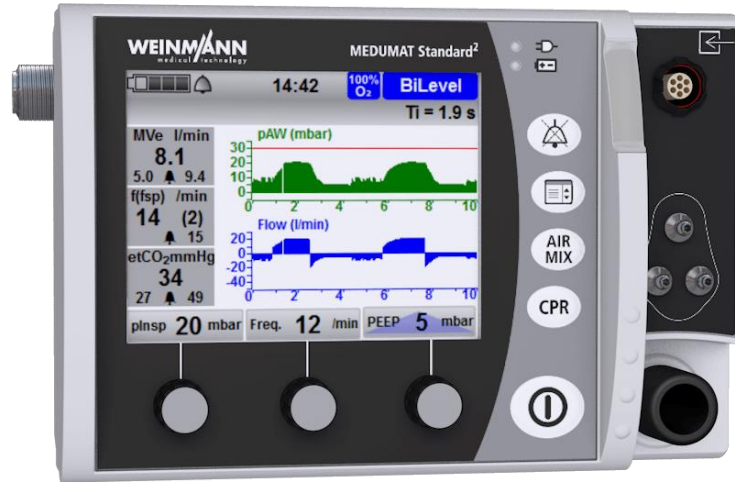 WEINMANN
medical technology
MEDUMAT Standard²
14:42
100% O₂
BiLevel
Ti = 1.9 s
MVe l/min
8.1
5.0 9.4
f(fsp) /min
14 (2)
15
etCO₂mmHg
34
27 49
pAW (mbar)
30
20
10
0
0 2 4 6 8 10
Flow (l/min)
20
0
-20
-40
0 2 4 6 8 10
pInsp 20 mbar
Freq. 12 /min
PEEP 5 mbar
AIR
MIX
CPR